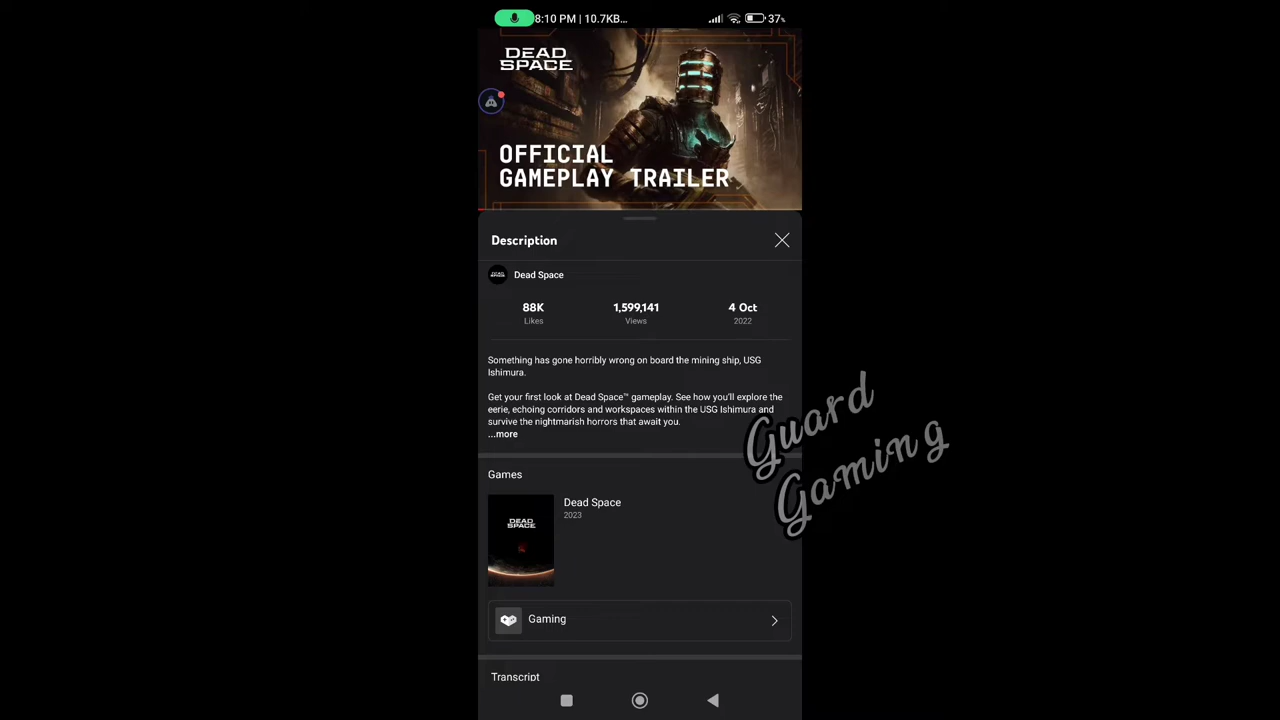 8:10 PM | 10.7KB...
37%
DEAD
SPACE
OFFICIAL
GAMEPLAY TRAILER
Description
Dead Space
88K
1,599,141
4 Oct
Likes
Views
2022
Something has gone horribly wrong on board the mining ship, USG
Ishimura.
Get your first look at Dead Space™ gameplay. See how you'll explore the
eerie, echoing corridors and workspaces within the USG Ishimura and
survive the nightmarish horrors that await you.
...more
Guard
Gaming
Games
Dead Space
2023
DEAD
SPACE
Gaming
Transcript